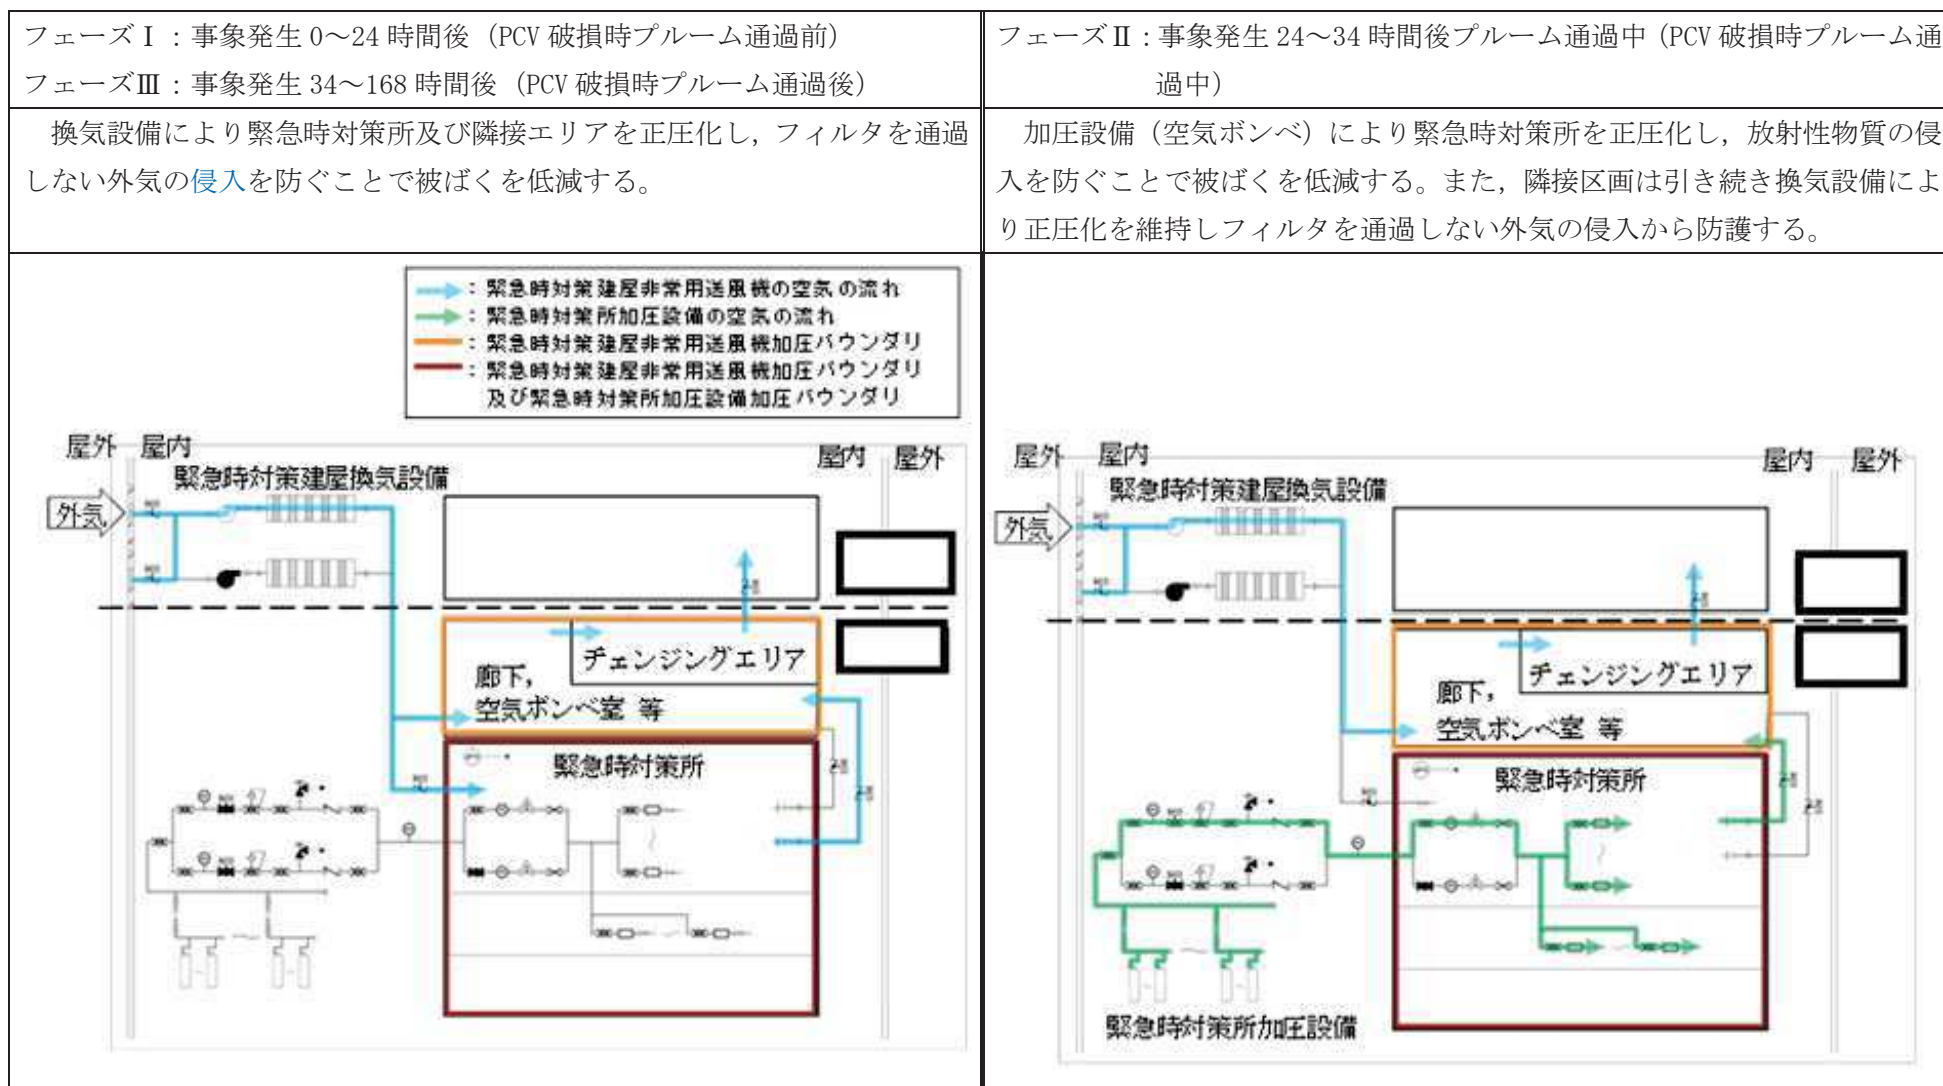 フェーズⅠ：事象発生 0～24 時間後（PCV 破損時プルーム通過前）
フェーズⅢ：事象発生 34～168 時間後（PCV 破損時プルーム通過後）
フェーズⅡ：事象発生 24～34 時間後プルーム通過中（PCV 破損時プルーム通
過中）
換気設備により緊急時対策所及び隣接エリアを正圧化し，フィルタを通過
しない外気の侵入を防ぐことで被ばくを低減する。
加圧設備（空気ボンベ）により緊急時対策所を正圧化し，放射性物質の侵
入を防ぐことで被ばくを低減する。また，隣接区画は引き続き換気設備によ
り正圧化を維持しフィルタを通過しない外気の侵入から防護する。
：緊急時対策建屋非常用送風機の空気の流れ
：緊急時対策所加圧設備の空気の流れ
：緊急時対策建屋非常用送風機加圧バウンダリ
：緊急時対策建屋非常用送風機加圧バウンダリ
及び緊急時対策所加圧設備加圧バウンダリ
屋外 屋内
屋内 屋外
緊急時対策建屋換気設備
外気
チェンジングエリア
廊下，
空気ボンベ室 等
緊急時対策所
屋外 屋内
屋内 屋外
緊急時対策建屋換気設備
外気
チェンジングエリア
廊下，
空気ボンベ室 等
緊急時対策所
緊急時対策所加圧設備